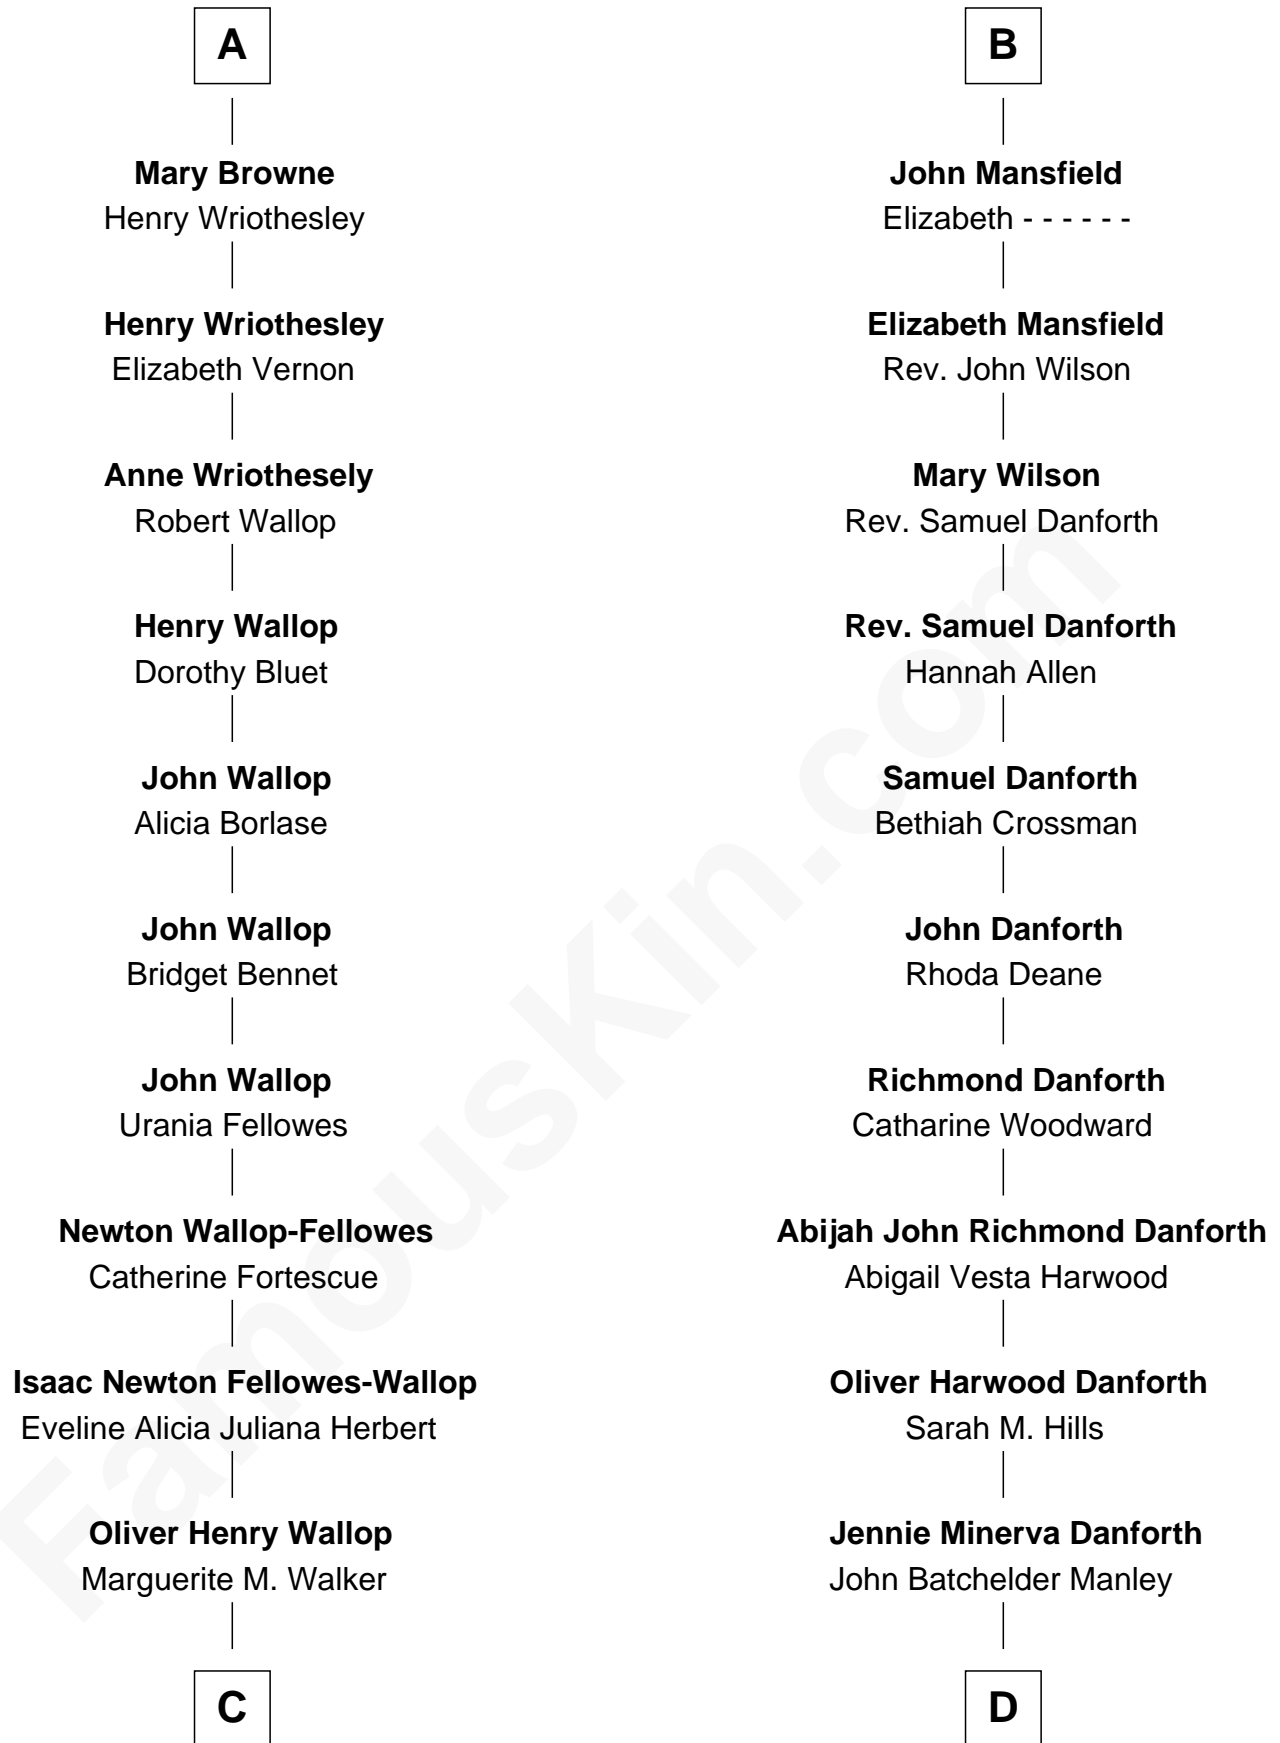 A
Mary Browne
Henry Wriothesley
Henry Wriothesley
Elizabeth Vernon
Anne Wriothesely
Robert Wallop
Henry Wallop
Dorothy Bluet
John Wallop
Alicia Borlase
John Wallop
Bridget Bennet
John Wallop
Urania Fellowes
Newton Wallop-Fellowes
Catherine Fortescue
Isaac Newton Fellowes-Wallop
Eveline Alicia Juliana Herbert
Oliver Henry Wallop
Marguerite M. Walker
C
B
John Mansfield
Elizabeth - - - - - -
Elizabeth Mansfield
Rev. John Wilson
Mary Wilson
Rev. Samuel Danforth
Rev. Samuel Danforth
Hannah Allen
Samuel Danforth
Bethiah Crossman
John Danforth
Rhoda Deane
Richmond Danforth
Catharine Woodward
Abijah John Richmond Danforth
Abigail Vesta Harwood
Oliver Harwood Danforth
Sarah M. Hills
Jennie Minerva Danforth
John Batchelder Manley
D
FamousKin.com